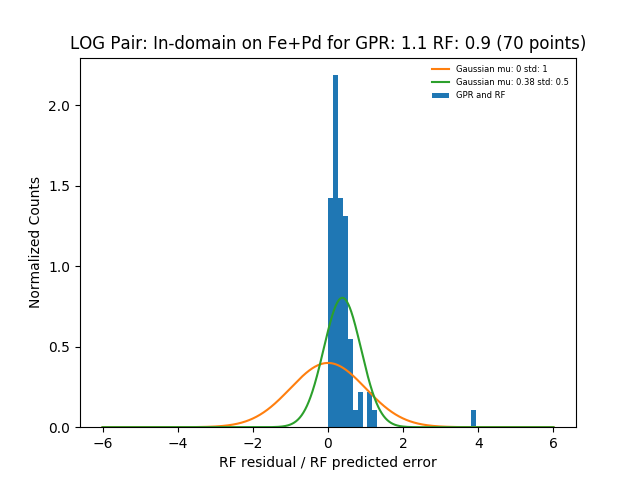 LOG Pair: In-domain on Fe+Pd for GPR: 1.1 RF: 0.9 (70 points)
Gaussian mu: 0 std: 1
Gaussian mu: 0.38 std: 0.5
GPR and RF
Normalized Counts
2.0
1.5
1.0
0.5
0.0
−6 −4 −2 0 2 4 6
RF residual / RF predicted error